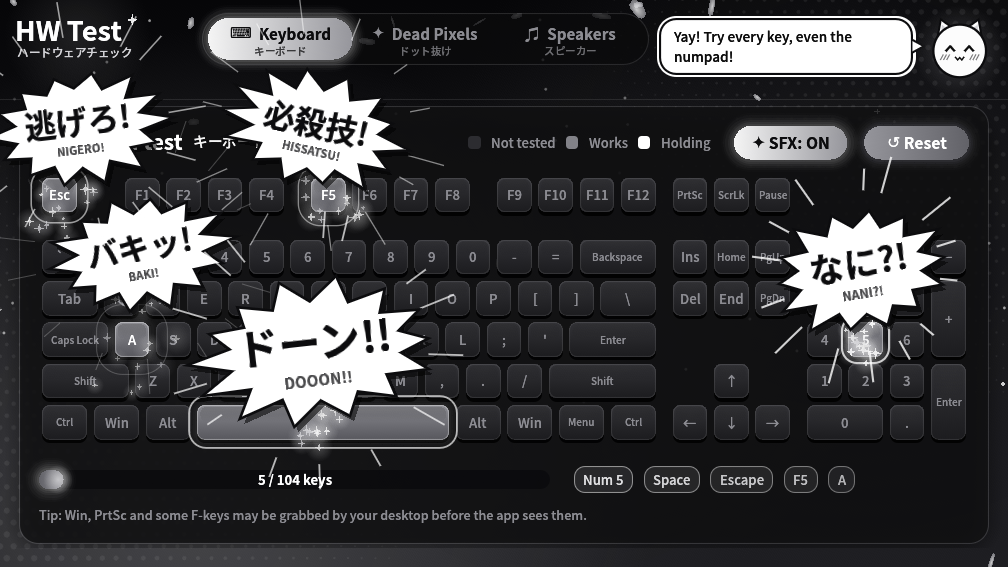 HW Test
ハードウェアチェック
⌨ Keyboard
キーボード
✦ Dead Pixels
ドット抜け
♫ Speakers
スピーカー
Yay! Try every key, even the
numpad!
逃げろ!
NIGERO!
必殺技!
HISSATSU!
キーボ
Not tested
Works
Holding
✦ SFX: ON
↺ Reset
Esc
F1
F2
F3
F4
F5
F6
F7
F8
F9
F10
F11
F12
PrtSc
ScrLk
Pause
バキッ!
BAKI!
なに?!
NANI?!
4
5
6
7
8
9
0
-
=
Backspace
Ins
Home
PgUp
-
Tab
E
R
I
O
P
[
]
\
Del
End
PgDn
+
ドーン!!
DOOON!!
Caps Lock
A
S
L
;
'
Enter
4
5
6
Shift
Z
X
M
,
.
/
Shift
↑
1
2
3
Enter
Ctrl
Win
Alt
Alt
Win
Menu
Ctrl
←
↓
→
0
.
5 / 104 keys
Num 5
Space
Escape
F5
A
Tip: Win, PrtSc and some F-keys may be grabbed by your desktop before the app sees them.